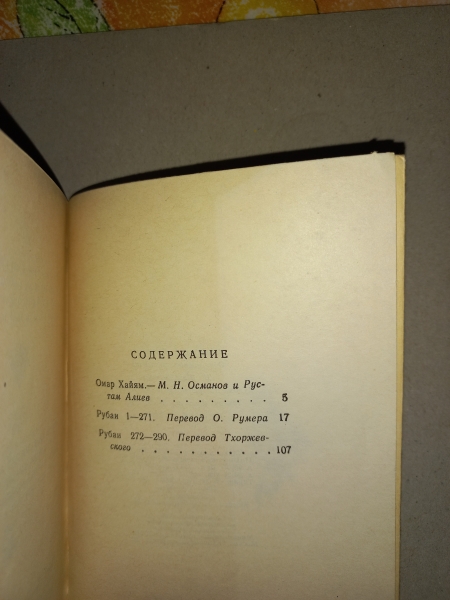 СОДЕРЖАНИЕ
Омар Хайям.— М. Н. Османов и Рус-
там Алиев . . . . . . . . . 5
Рубаи 1—271. Перевод О. Румера 17
Рубаи 272—290. Перевод Тхоржев-
ского . . . . . . . . . . . 107